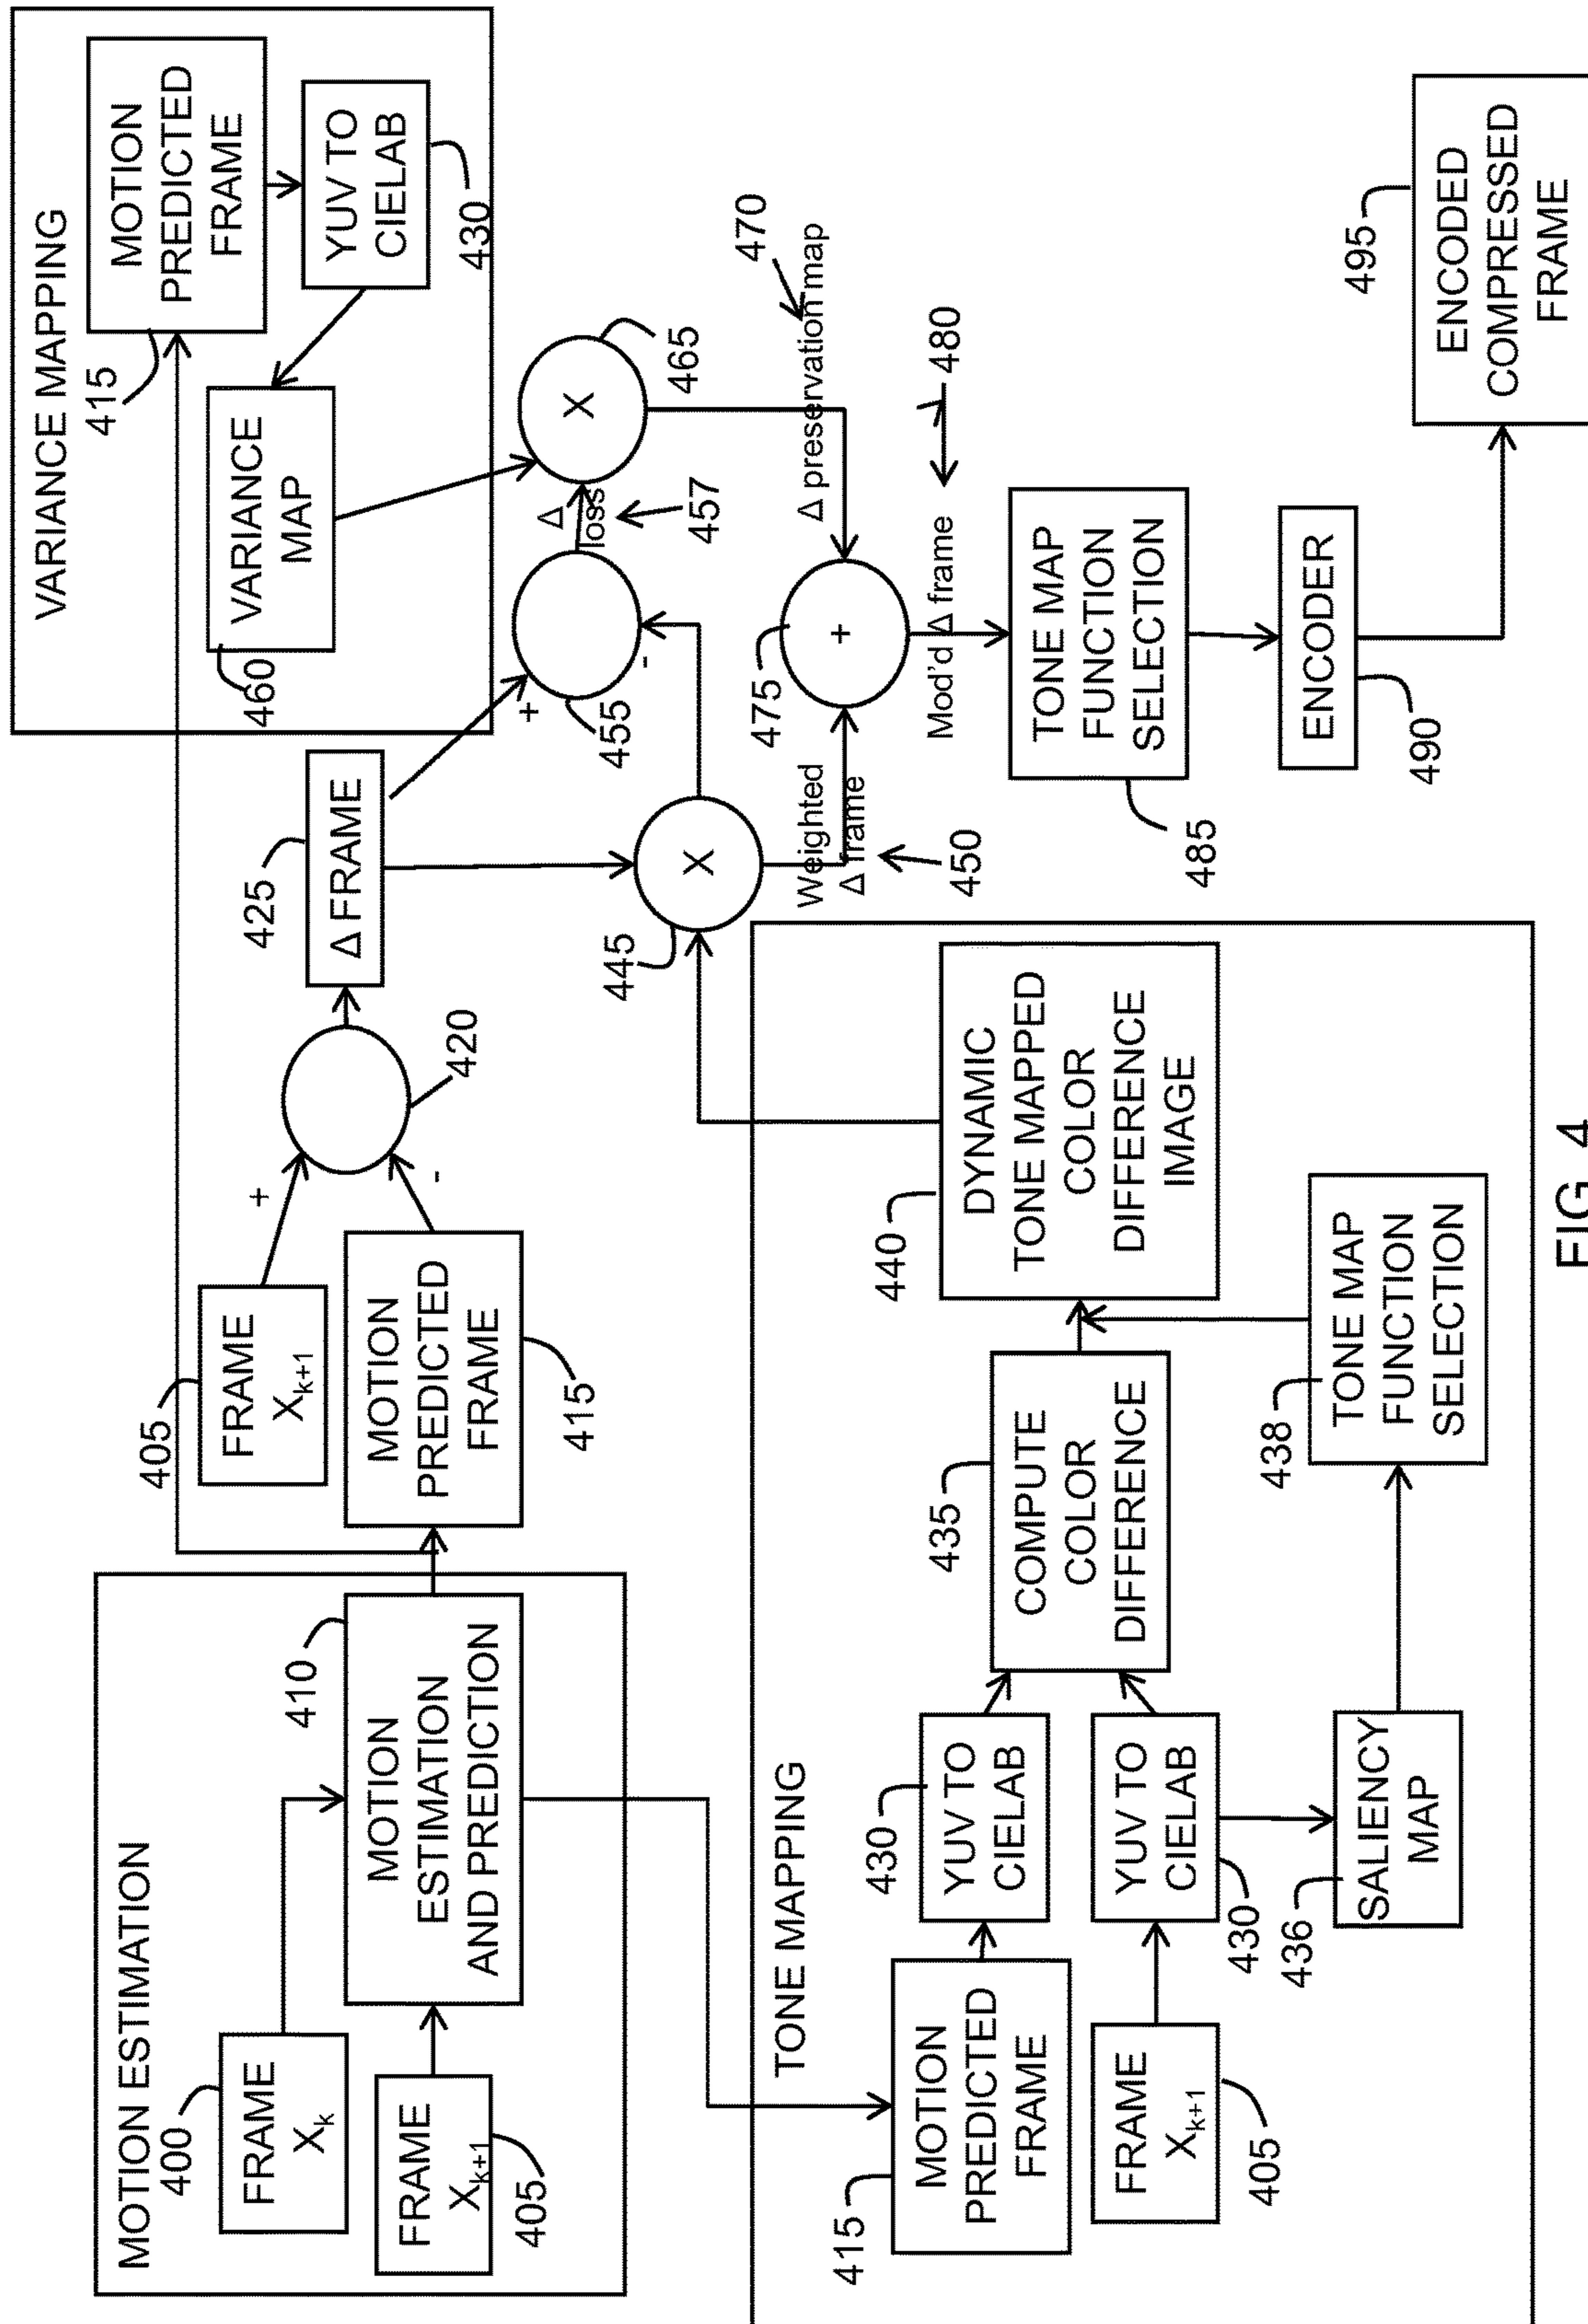 MOTION ESTIMATION
400
FRAME
Xk
FRAME
Xk+1
405
410
MOTION
ESTIMATION
AND PREDICTION
405
FRAME
Xk+1
MOTION
PREDICTED
FRAME
415
+
-
420
425
Δ FRAME
VARIANCE MAPPING
415
MOTION
PREDICTED
FRAME
YUV TO
CIELAB
430
VARIANCE
MAP
460
+
-
455
Δ
loss
457
X
465
445
X
Weighted
Δ frame
450
475
+
Δ preservation map
470
Mod'd Δ frame
480
TONE MAP
FUNCTION
SELECTION
485
ENCODER
490
495
ENCODED
COMPRESSED
FRAME
TONE MAPPING
415
MOTION
PREDICTED
FRAME
FRAME
Xk+1
405
430
YUV TO
CIELAB
YUV TO
CIELAB
430
436
SALIENCY
MAP
435
COMPUTE
COLOR
DIFFERENCE
438
TONE MAP
FUNCTION
SELECTION
440
DYNAMIC
TONE MAPPED
COLOR
DIFFERENCE
IMAGE
FIG. 4